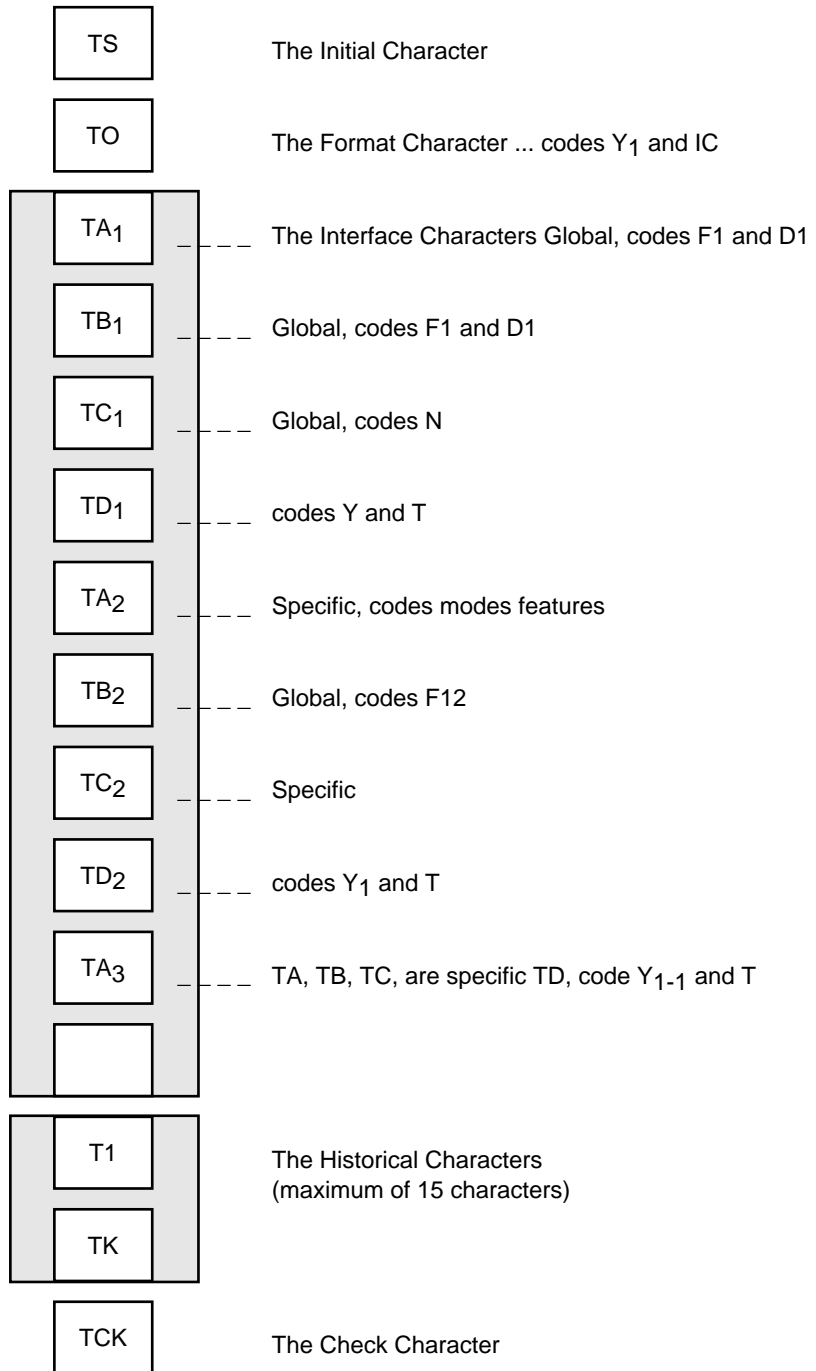 TS The Initial Character
TO The Format Character ... codes Y1 and IC
TA1 The Interface Characters Global, codes F1 and D1
TB1 Global, codes F1 and D1
TC1 Global, codes N
TD1 codes Y and T
TA2 Specific, codes modes features
TB2 Global, codes F12
TC2 Specific
TD2 codes Y1 and T
TA3 TA, TB, TC, are specific TD, code Y1-1 and T
T1 The Historical Characters
(maximum of 15 characters)
TK
TCK The Check Character